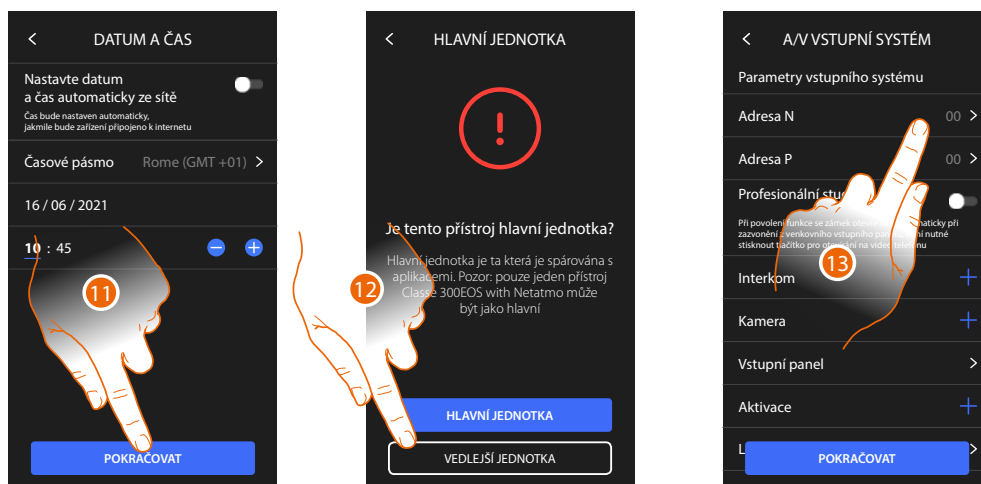 DATUM A ČAS
Nastavte datum
a čas automaticky ze sítě
Čas bude nastaven automaticky,
jakmile bude zařízení připojeno k internetu
Časové pásmo Rome (GMT +01)
16 / 06 / 2021
10 : 45
11
POKRAČOVAT
HLAVNÍ JEDNOTKA
!
Je tento přístroj hlavní jednotka?
Hlavní jednotka je ta která je spárována s
aplikacemi. Pozor: pouze jeden přístroj
Classe 300EOS with Netatmo může
být jako hlavní
12
HLAVNÍ JEDNOTKA
VEDLEJŠÍ JEDNOTKA
A/V VSTUPNÍ SYSTÉM
Parametry vstupního systému
Adresa N 00
Adresa P 00
Profesionální
Při povolení funkce se zámek při
zazvonění z venkovního vstupního nutné
stisknout tlačítko pro na
13
Interkom
Kamera
Vstupní panel
Aktivace
L
POKRAČOVAT